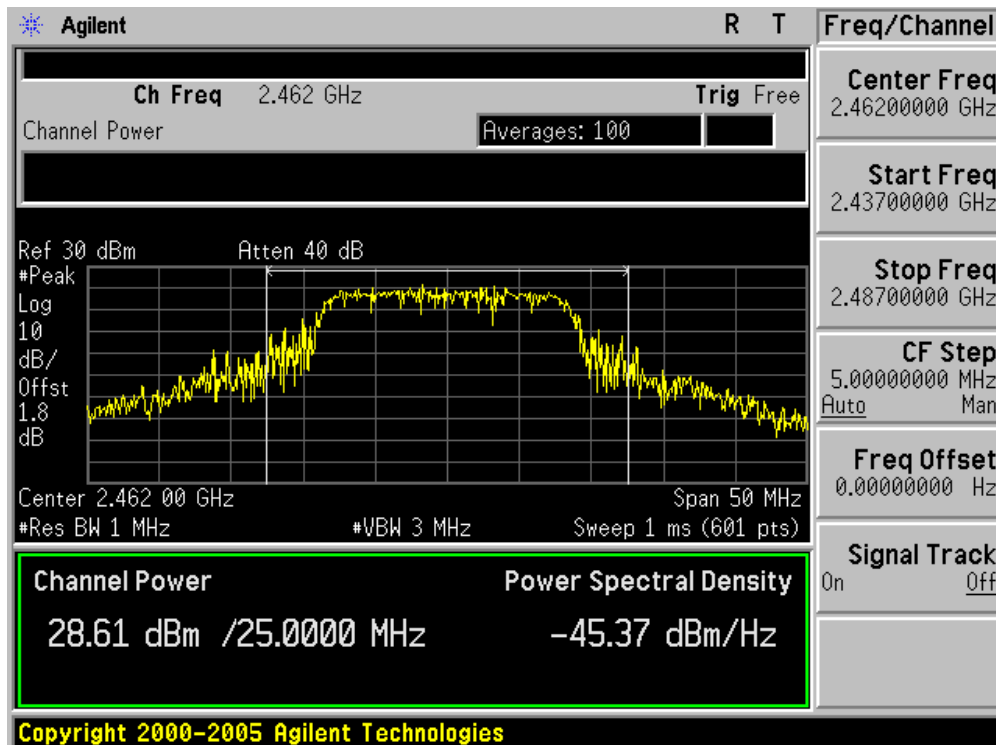 Agilent R T
Ch Freq 2.462 GHz Trig Free
Channel Power Averages: 100
Ref 30 dBm Atten 40 dB
#Peak
Log
10
dB/
Offst
1.8
dB
Center 2.462 00 GHz Span 50 MHz
#Res BW 1 MHz #VBW 3 MHz Sweep 1 ms (601 pts)
Channel Power Power Spectral Density
28.61 dBm /25.0000 MHz -45.37 dBm/Hz
Copyright 2000-2005 Agilent Technologies
Freq/Channel
Center Freq
2.46200000 GHz
Start Freq
2.43700000 GHz
Stop Freq
2.48700000 GHz
CF Step
5.00000000 MHz
Auto Man
Freq Offset
0.00000000 Hz
Signal Track
On Off